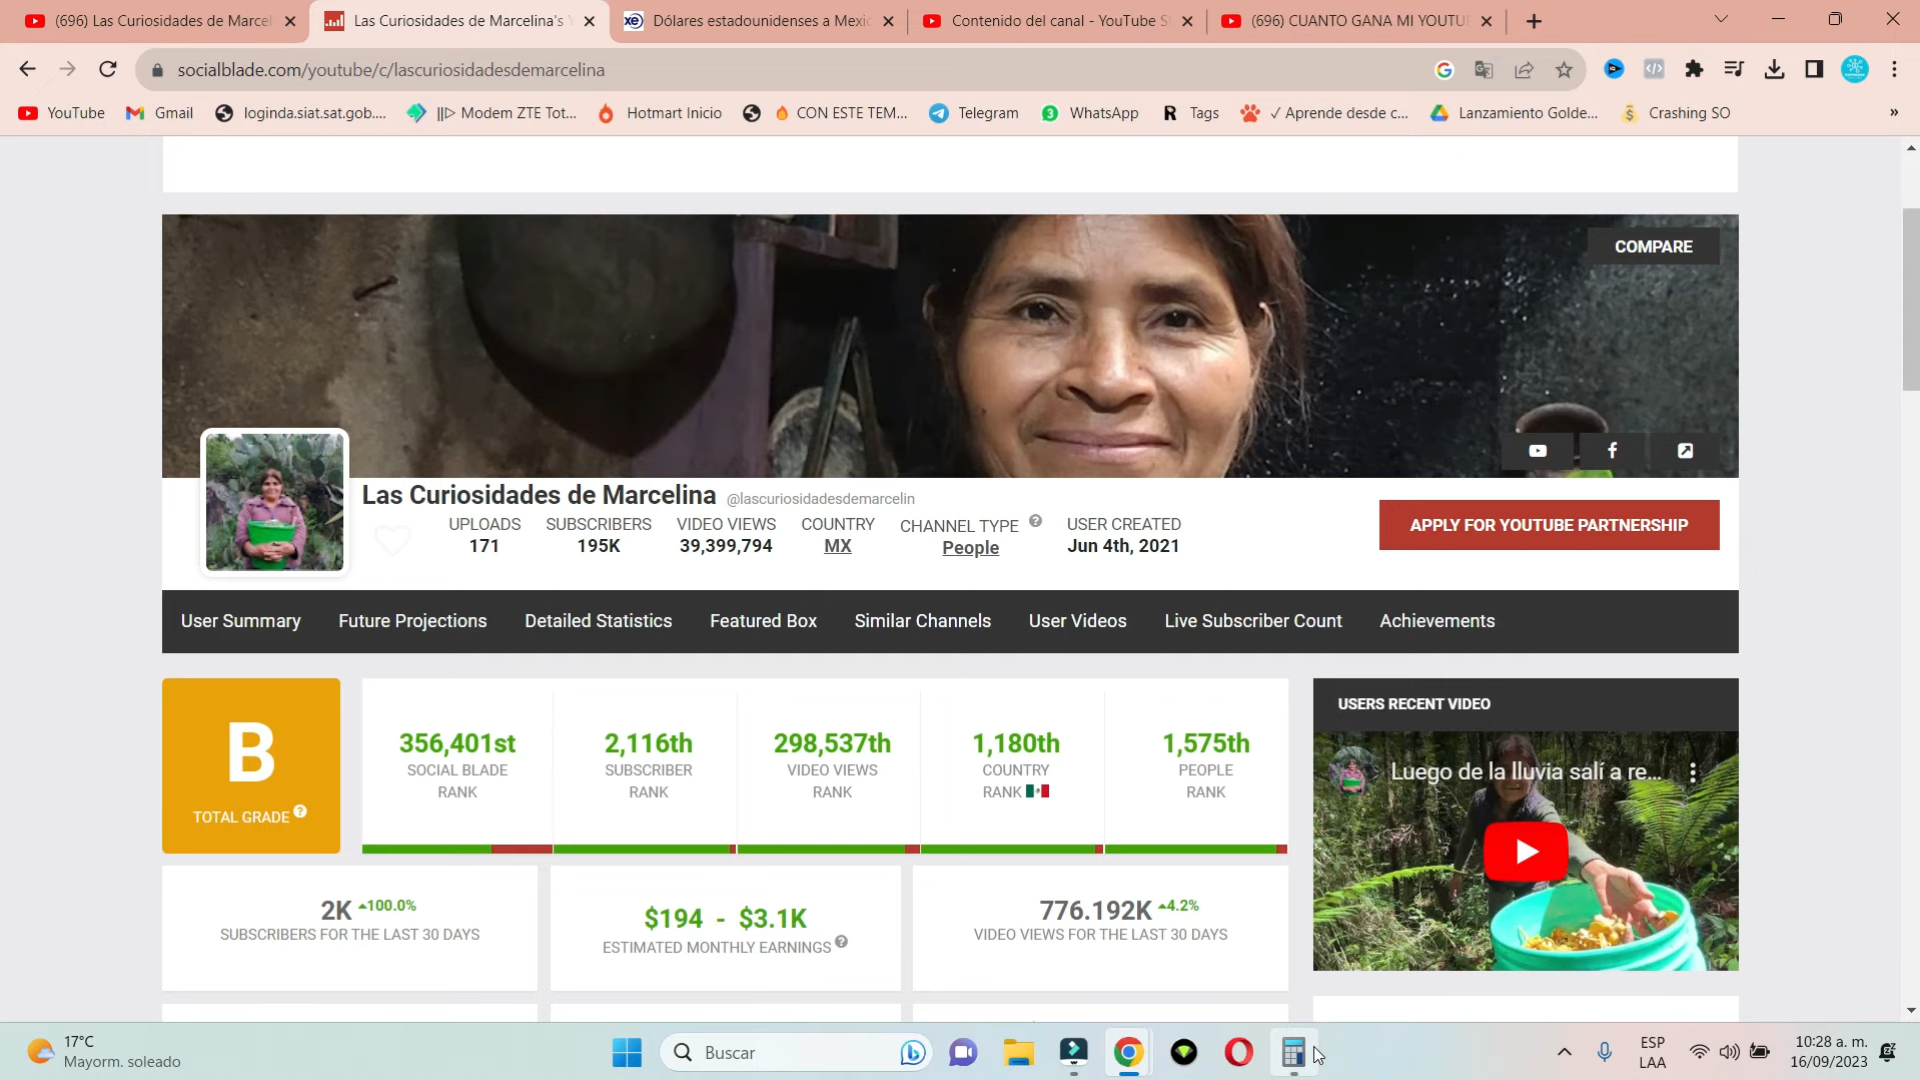 (696) Las Curiosidades de Marcel
Las Curiosidades de Marcelina's Y
Dólares estadounidenses a Mexic
Contenido del canal - YouTube S
(696) CUANTO GANA MI YOUTU
socialblade.com/youtube/c/lascuriosidadesdemarcelina
YouTube
Gmail
loginda.siat.sat.gob....
||▷ Modem ZTE Tot...
Hotmart Inicio
CON ESTE TEM...
Telegram
WhatsApp
Tags
✓ Aprende desde c...
Lanzamiento Golde...
Crashing SO
»
COMPARE
Las Curiosidades de Marcelina @lascuriosidadesdemarcelin
UPLOADS SUBSCRIBERS VIDEO VIEWS COUNTRY CHANNEL TYPE USER CREATED
171 195K 39,399,794 MX People Jun 4th, 2021
APPLY FOR YOUTUBE PARTNERSHIP
User Summary Future Projections Detailed Statistics Featured Box Similar Channels User Videos Live Subscriber Count Achievements
B
TOTAL GRADE
356,401st
SOCIAL BLADE
RANK
2,116th
SUBSCRIBER
RANK
298,537th
VIDEO VIEWS
RANK
1,180th
COUNTRY
RANK
1,575th
PEOPLE
RANK
USERS RECENT VIDEO
Luego de la lluvia salí a re...
2K 100.0%
SUBSCRIBERS FOR THE LAST 30 DAYS
$194 - $3.1K
ESTIMATED MONTHLY EARNINGS
776.192K 4.2%
VIDEO VIEWS FOR THE LAST 30 DAYS
17°C
Mayorm. soleado
Buscar
ESP
LAA
10:28 a. m.
16/09/2023